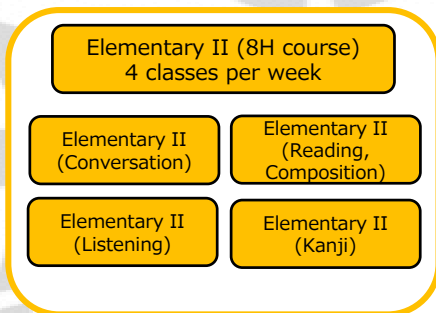 Elementary II (8H course)
4 classes per week
Elementary II
(Conversation)
Elementary II
(Reading,
Composition)
Elementary II
(Listening)
Elementary II
(Kanji)